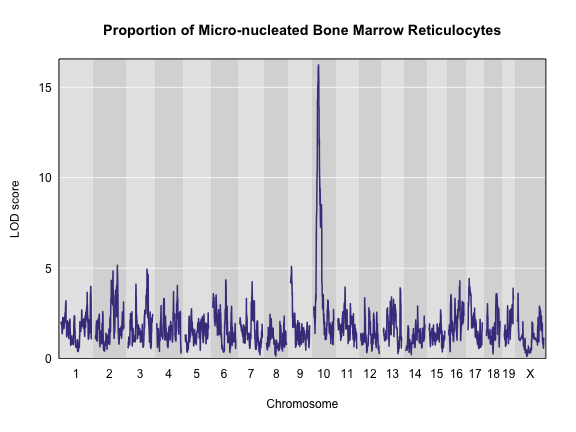 Proportion of Micro-nucleated Bone Marrow Reticulocytes
15
10
5
0
LOD score
1 2 3 4 5 6 7 8 9 10 11 12 13 14 15 16 17 18 19 X
Chromosome